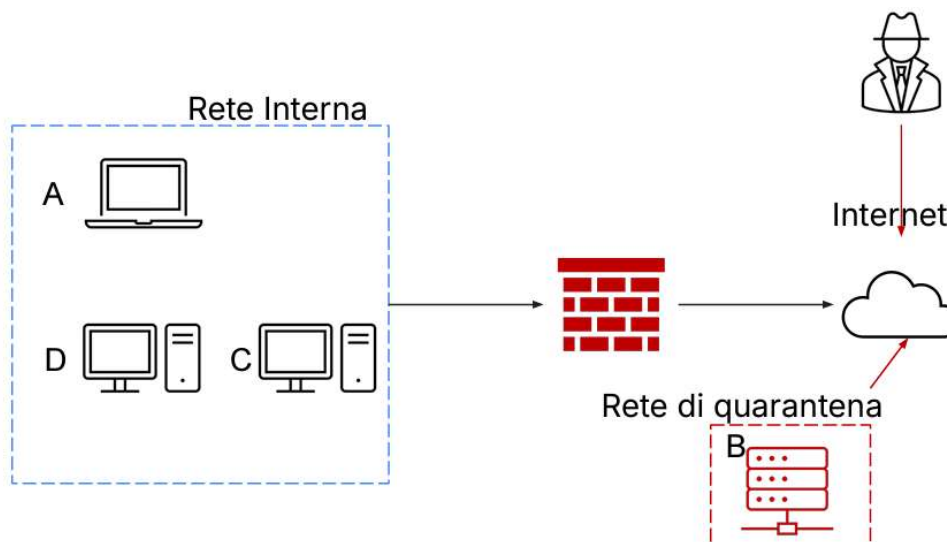 Rete Interna
A
Internet
D
C
Rete di quarantena
B